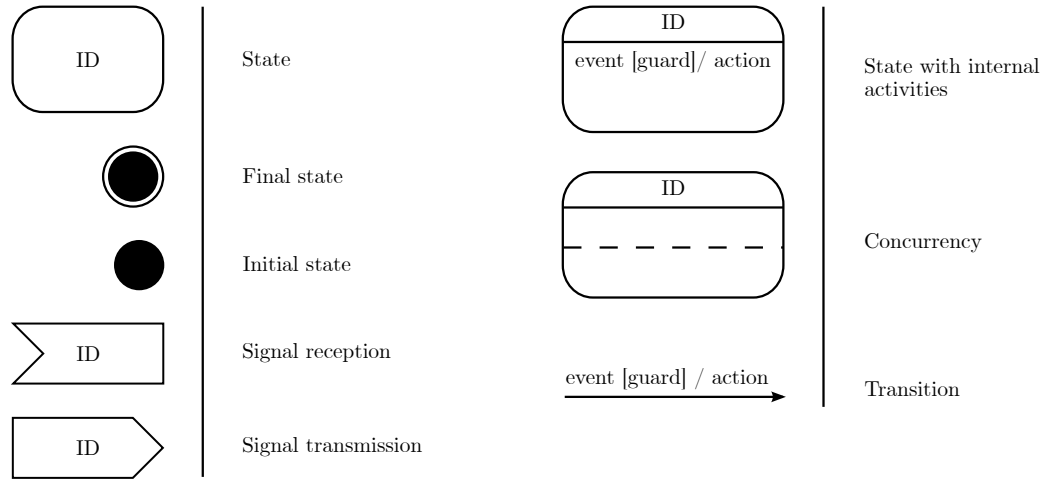 ID
State
Final state
Initial state
ID
Signal reception
ID
Signal transmission
ID
event [guard]/ action
State with internal
activities
ID
Concurrency
event [guard] / action
Transition